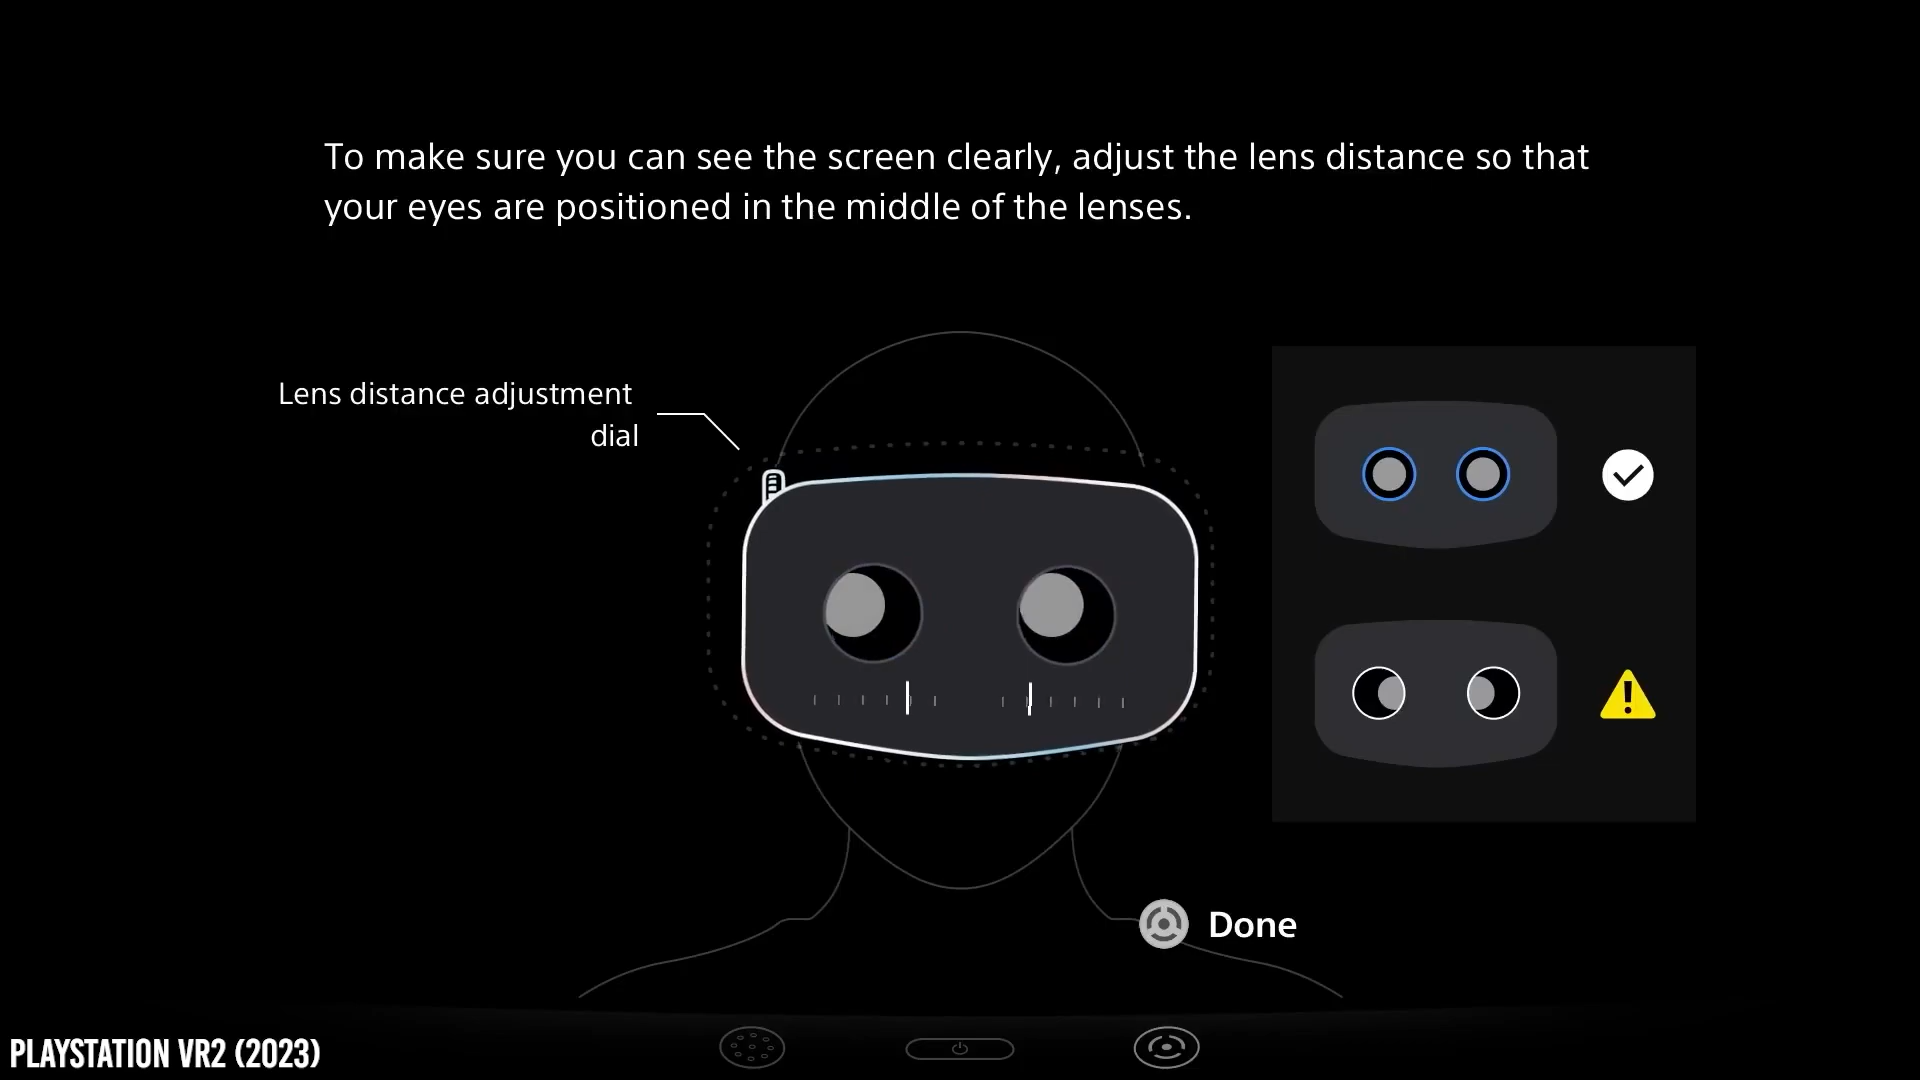 To make sure you can see the screen clearly, adjust the lens distance so that
your eyes are positioned in the middle of the lenses.
Lens distance adjustment
dial
Done
PLAYSTATION VR2 (2023)